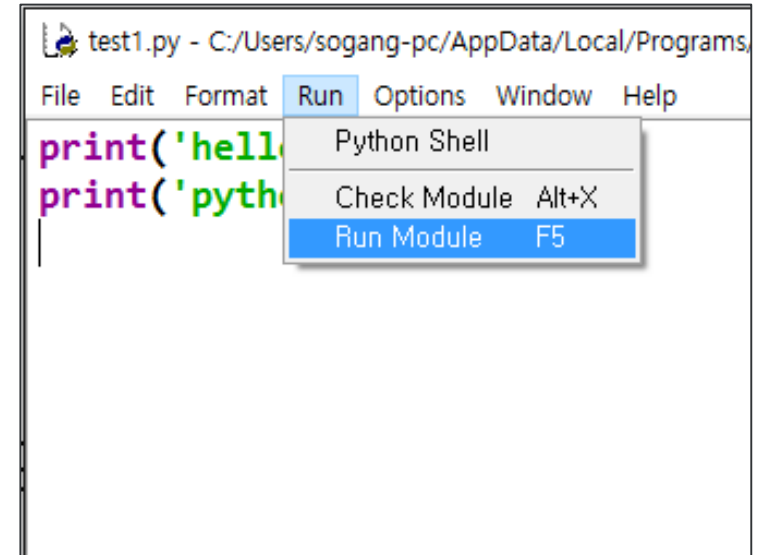 test1.py - C:/Users/sogang-pc/AppData/Local/Programs/
File Edit Format Run Options Window Help
print('hell
print('pyth
Python Shell
Check Module Alt+X
Run Module F5